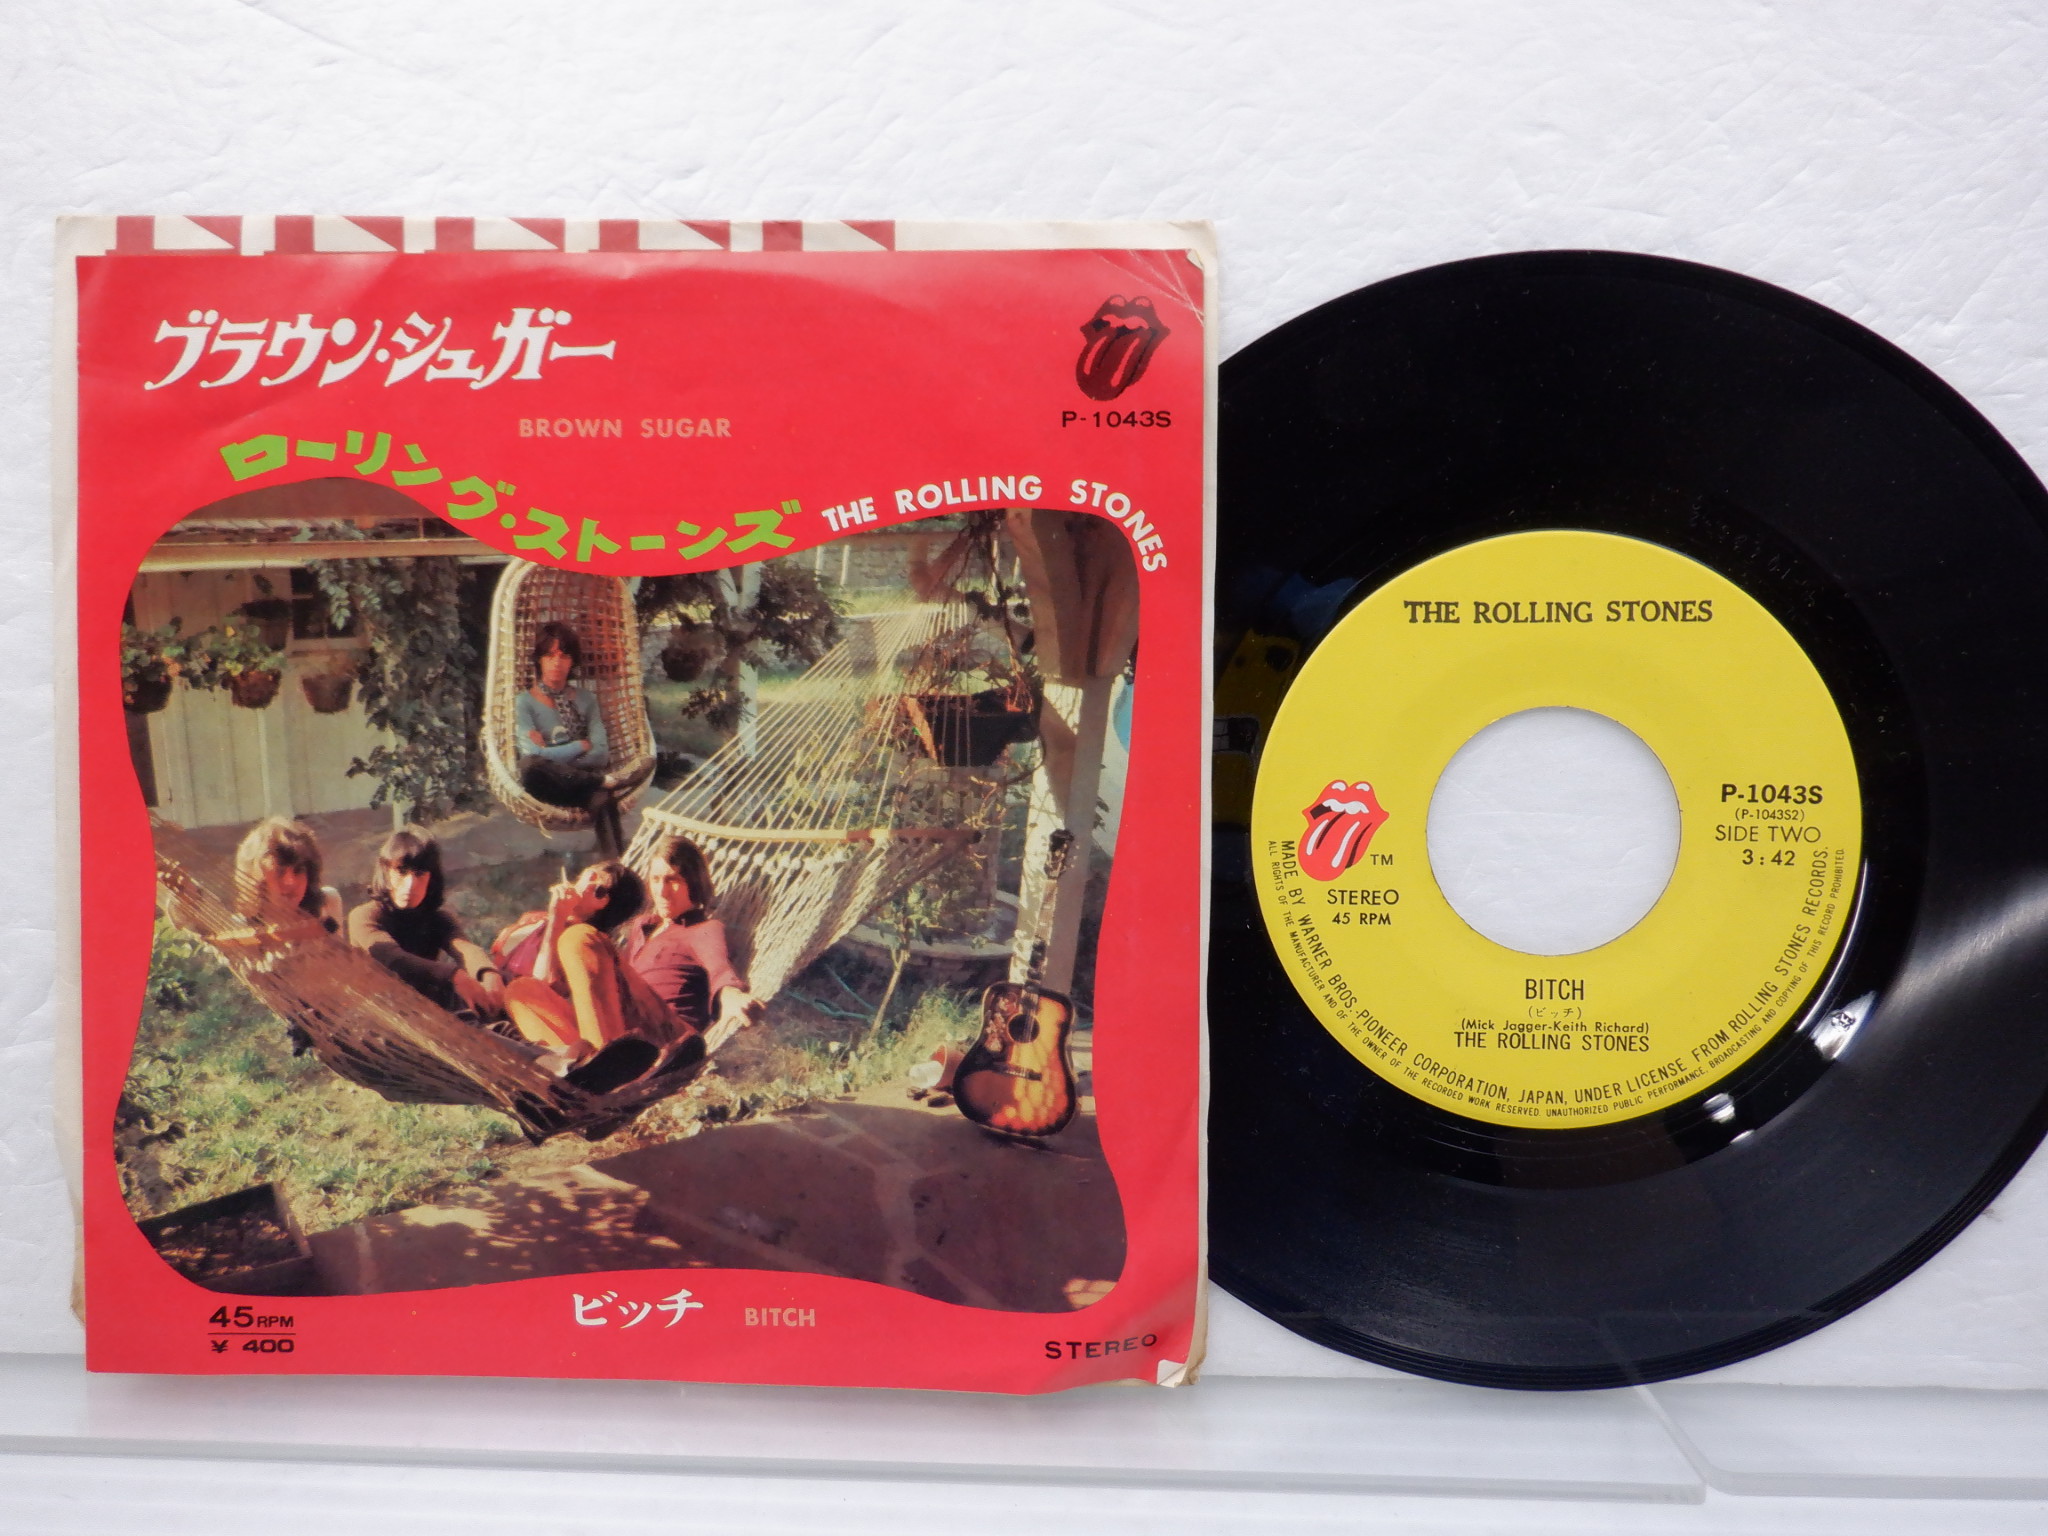 ブラウン・シュガー
BROWN SUGAR
P-1043S
ローリング・ストーンズ THE ROLLING STONES
45 RPM
¥ 400
ビッチ BITCH
STEREO
THE ROLLING STONES
P-1043S
(P-1043S2)
SIDE TWO
3:42
TM
STEREO
45 RPM
BITCH
(ビッチ)
(Mick Jagger-Keith Richard)
THE ROLLING STONES
MADE BY WARNER BROS.-PIONEER CORPORATION, JAPAN, UNDER LICENSE FROM ROLLING STONES RECORDS.
ALL RIGHTS OF THE MANUFACTURER AND OF THE OWNER OF THE RECORDED WORK RESERVED. UNAUTHORIZED PUBLIC PERFORMANCE, BROADCASTING AND COPYING OF THIS RECORD PROHIBITED.